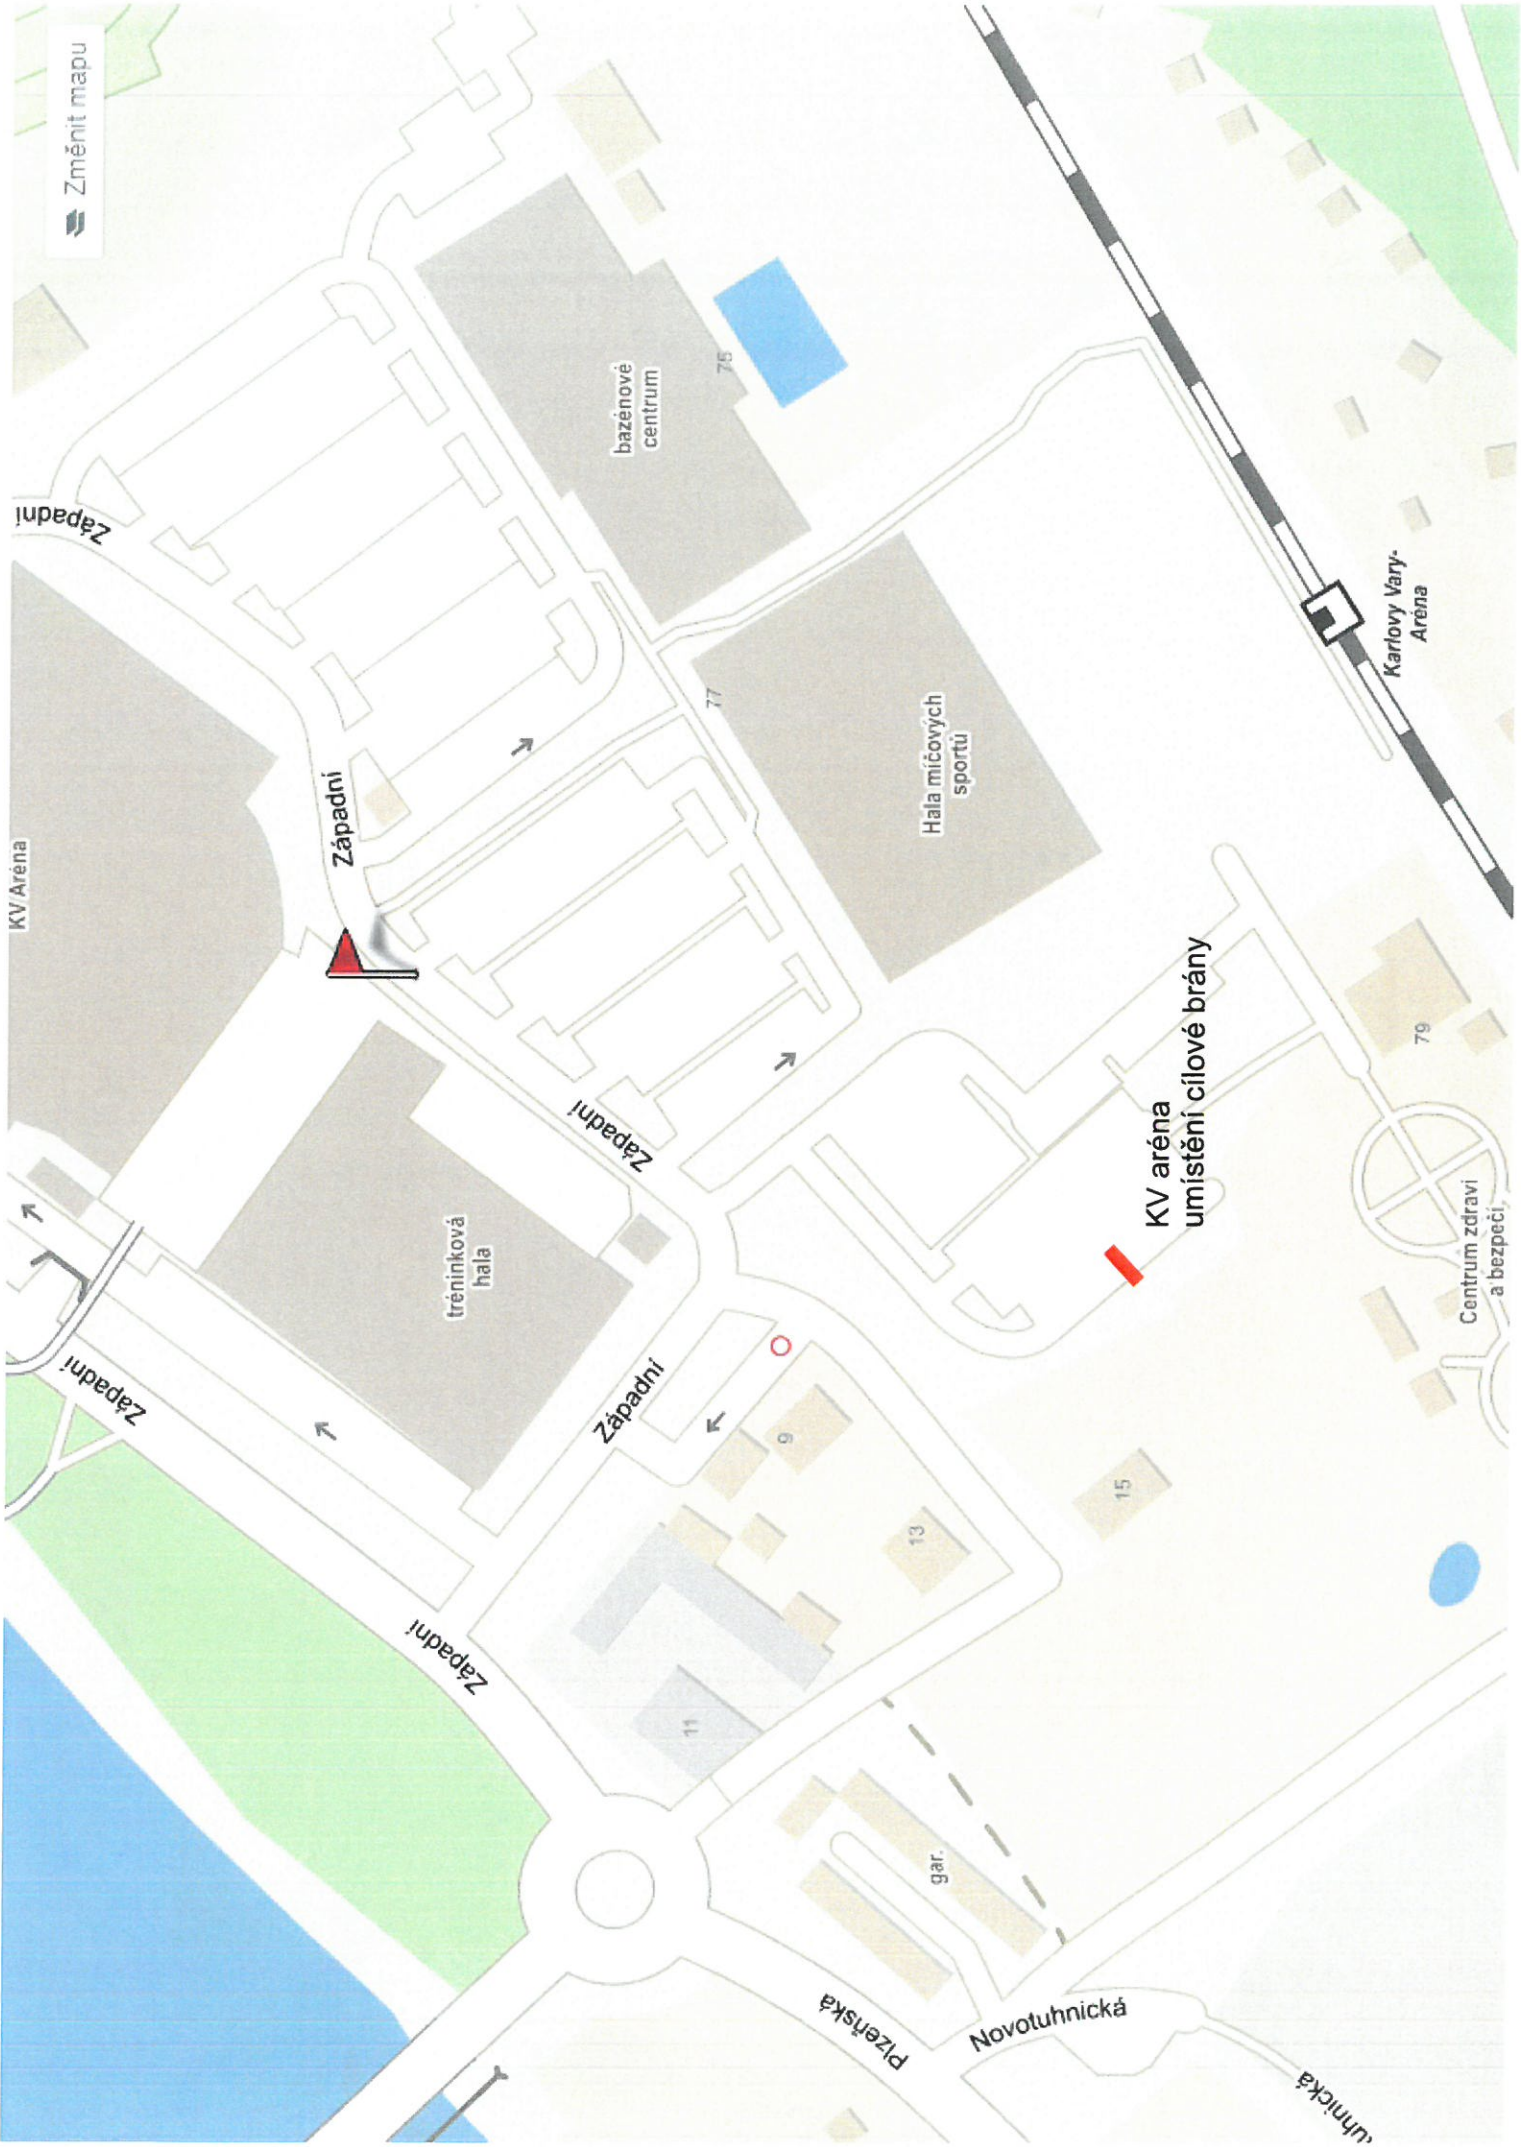 Změnit mapu
KV Aréna
Západní
Západní
bazénové
centrum
75
77
Hala míčových
sportů
Karlovy Vary-
Aréna
Západní
tréninková
hala
Západní
Západní
Západní
KV aréna
umístění cílové brány
79
Centrum zdraví
a bezpečí
9
13
15
11
gar.
Plzeňská
Novotuhnická
uhnická